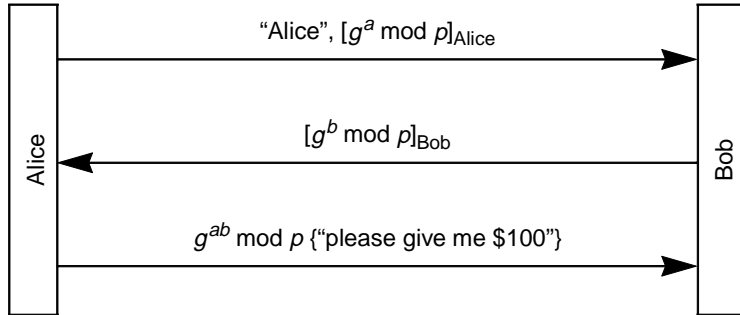 "Alice", [g^a mod p]_Alice
[g^b mod p]_Bob
Alice
Bob
g^ab mod p {"please give me $100"}